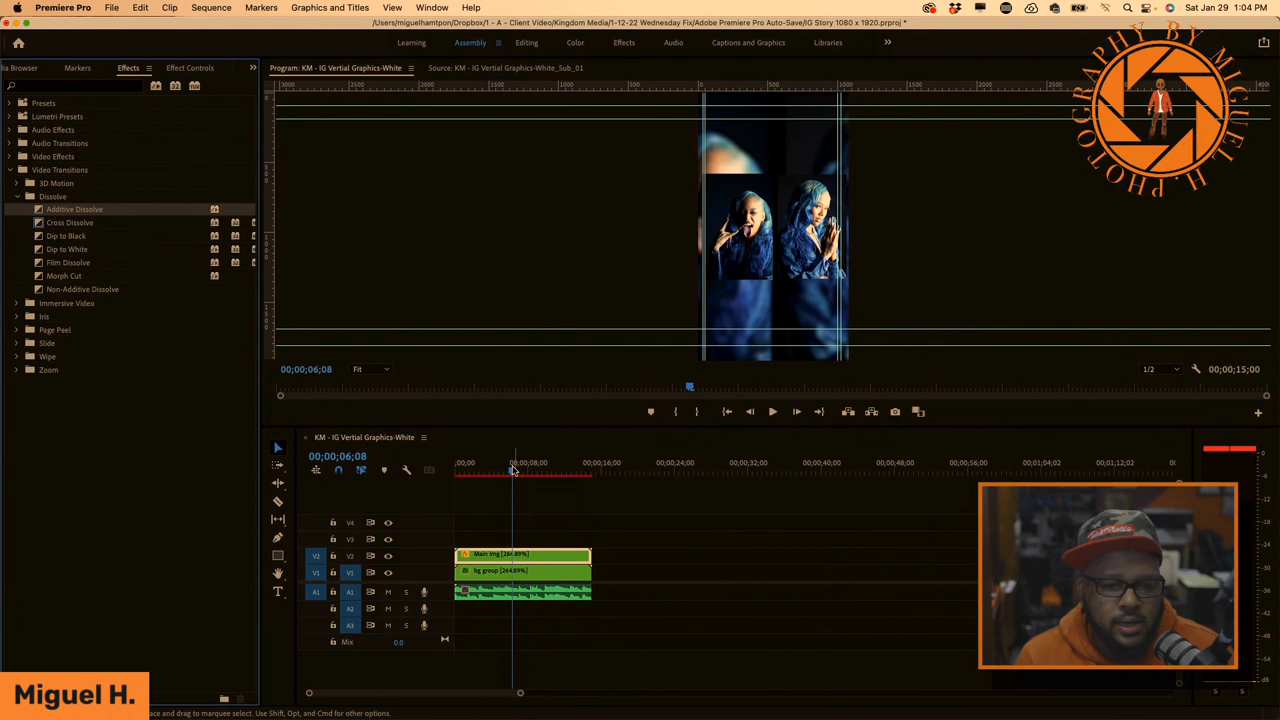 Premiere Pro File Edit Clip Sequence Markers Graphics and Titles View Window Help Sat Jan 29 1:04 PM
/Users/miguelhamtpon/Dropbox/1 - A - Client Video/Kingdom Media/1-12-22 Wednesday Fix/Adobe Premiere Pro Auto-Save/IG Story 1080 x 1920.prproj *
Learning Assembly Editing Color Effects Audio Captions and Graphics Libraries
PHOTOGRAPHY BY MIGUEL H.
Markers Effects Effect Controls
Program: KM - IG Vertial Graphics-White Source: KM - IG Vertial Graphics-White_Sub_01
Presets
Lumetri Presets
Audio Effects
Audio Transitions
Video Effects
Video Transitions
3D Motion
Dissolve
Additive Dissolve
Cross Dissolve
Dip to Black
Dip to White
Film Dissolve
Morph Cut
Non-Additive Dissolve
Immersive Video
Iris
Page Peel
Slide
Wipe
Zoom
00;00;06;08 Fit 1/2 00;00;15;00
KM - IG Vertial Graphics-White
00;00;06;08
;00;00 00;00;08;00 00;00;16;00 00;00;24;00 00;00;32;00 00;00;40;00 00;00;48;00 00;00;56;00 00;01;04;02 00;01;12;02
V4
V3
V2 V2 Main Img [264.89%]
V1 V1 bg group [264.89%]
A1 A1 M S
A2 M S
A3 M S
Mix 0.0
Miguel H.
and drag to marquee select. Use Shift, Opt, and Cmd for other options.